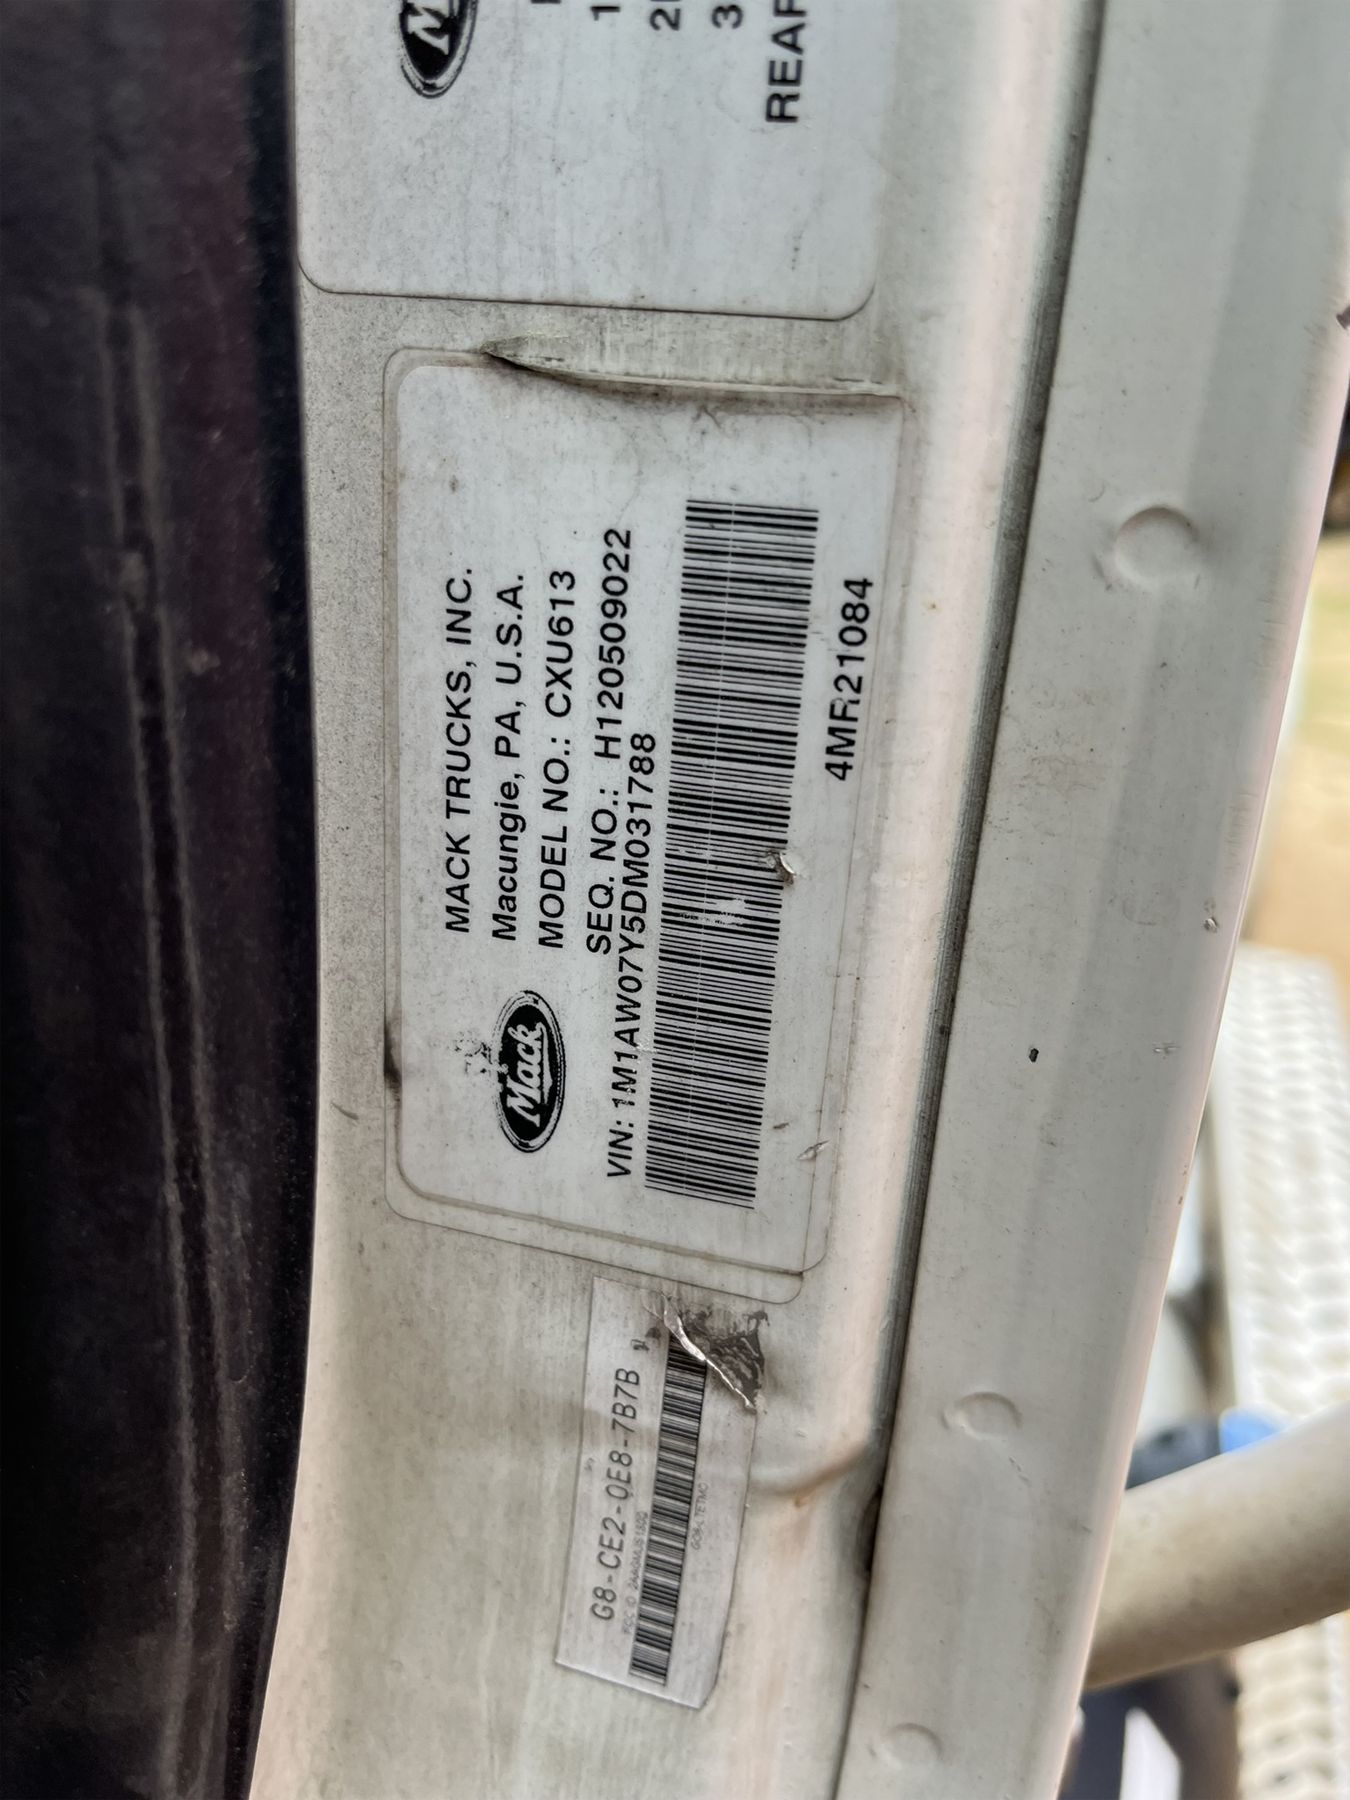 REAR
MACK TRUCKS, INC.
Macungie, PA, U.S.A.
MODEL NO.: CXU613
SEQ. NO.: H120509022
Mack
VIN: 1M1AW07Y5DM031788
4MR21084
G8-CE2-0E8-7B7B